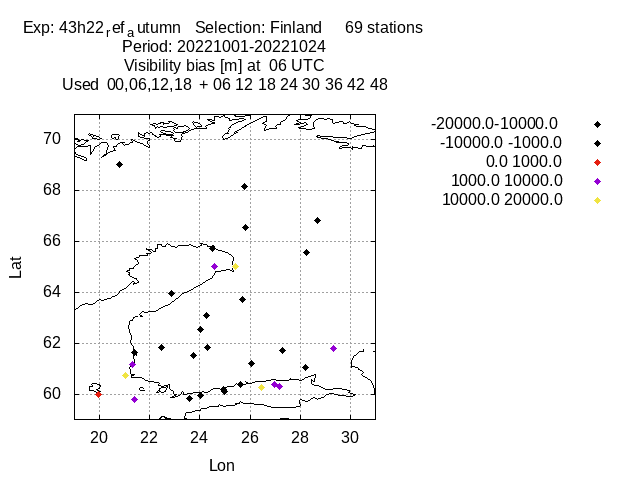 Exp: 43h22ref a utumn Selection: Finland 69 stations
Period: 20221001-20221024
Visibility bias [m] at 06 UTC
Used 00,06,12,18 + 06 12 18 24 30 36 42 48
-20000.0-10000.0
-10000.0 -1000.0
0.0 1000.0
1000.0 10000.0
10000.0 20000.0
70
68
66
64
62
60
Lat
20 22 24 26 28 30
Lon